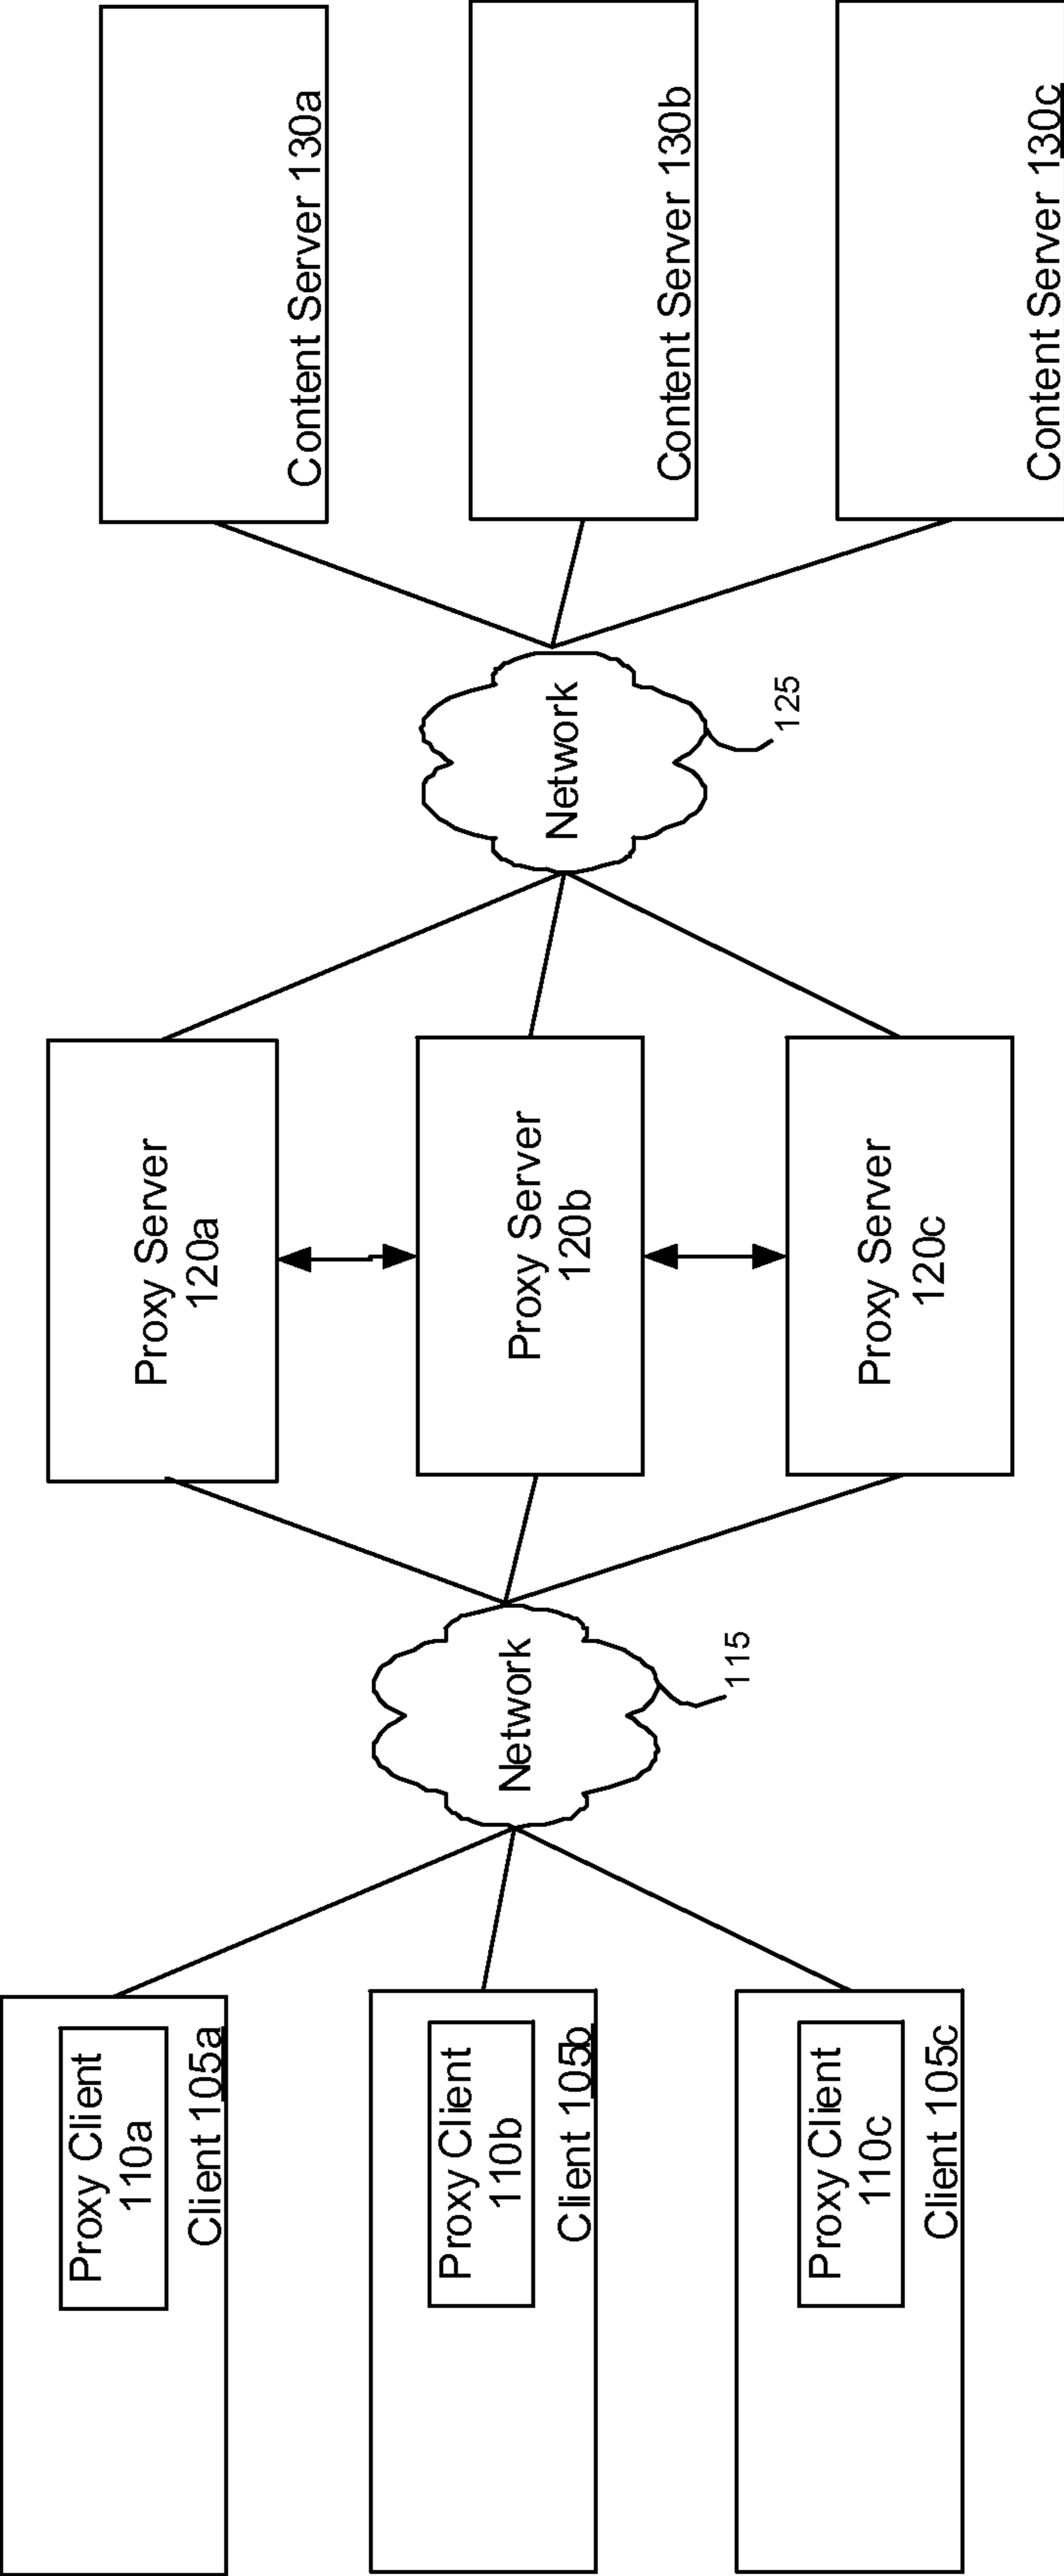 Proxy Client
110a
Client 105a
Proxy Client
110b
Client 105b
Proxy Client
110c
Client 105c
Network
115
Proxy Server
120a
Proxy Server
120b
Proxy Server
120c
Network
125
Content Server 130a
Content Server 130b
Content Server 130c